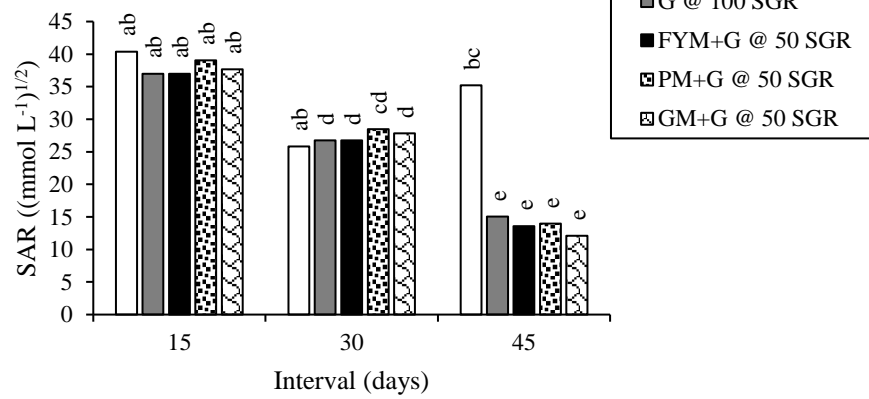 G @ 100 SGR
FYM+G @ 50 SGR
PM+G @ 50 SGR
GM+G @ 50 SGR
SAR ((mmol L-1)1/2)
45
40
35
30
25
20
15
10
5
0
ab ab ab ab ab
ab d d cd d
bc e e e e
15 30 45
Interval (days)